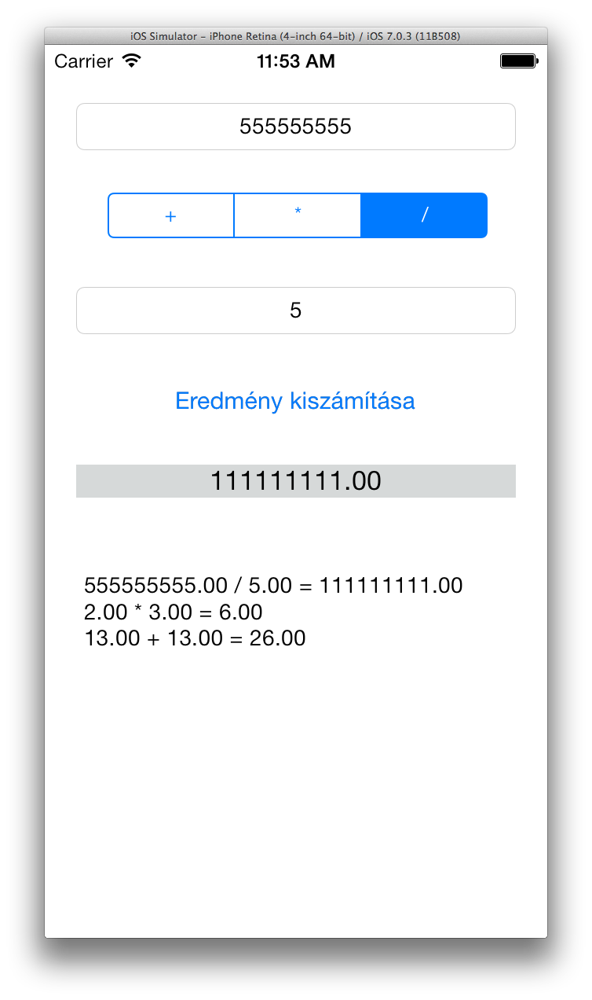 iOS Simulator - iPhone Retina (4-inch 64-bit) / iOS 7.0.3 (11B508)
Carrier 11:53 AM
555555555
+ * /
5
Eredmény kiszámítása
111111111.00
555555555.00 / 5.00 = 111111111.00
2.00 * 3.00 = 6.00
13.00 + 13.00 = 26.00